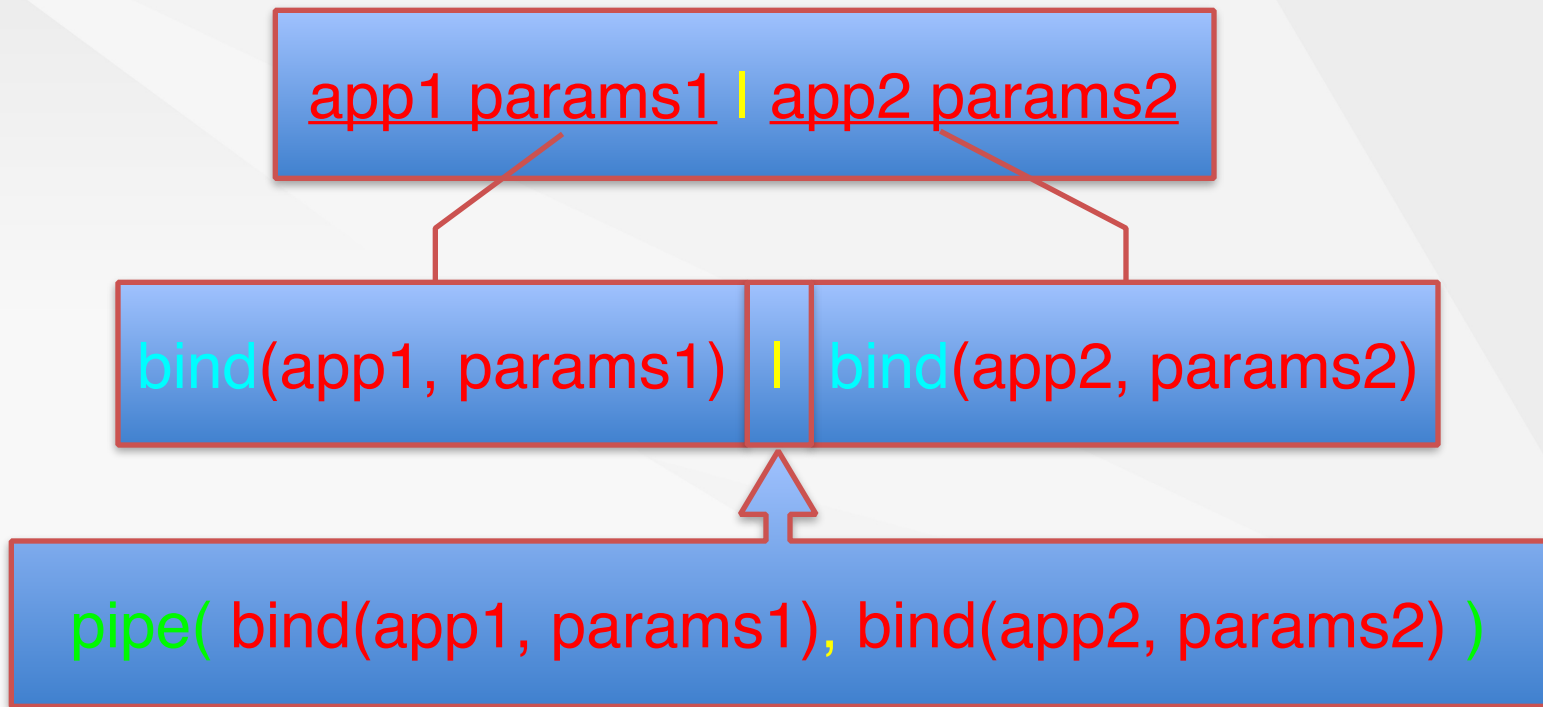 app1 params1 | app2 params2
bind(app1, params1) | bind(app2, params2)
pipe( bind(app1, params1), bind(app2, params2) )